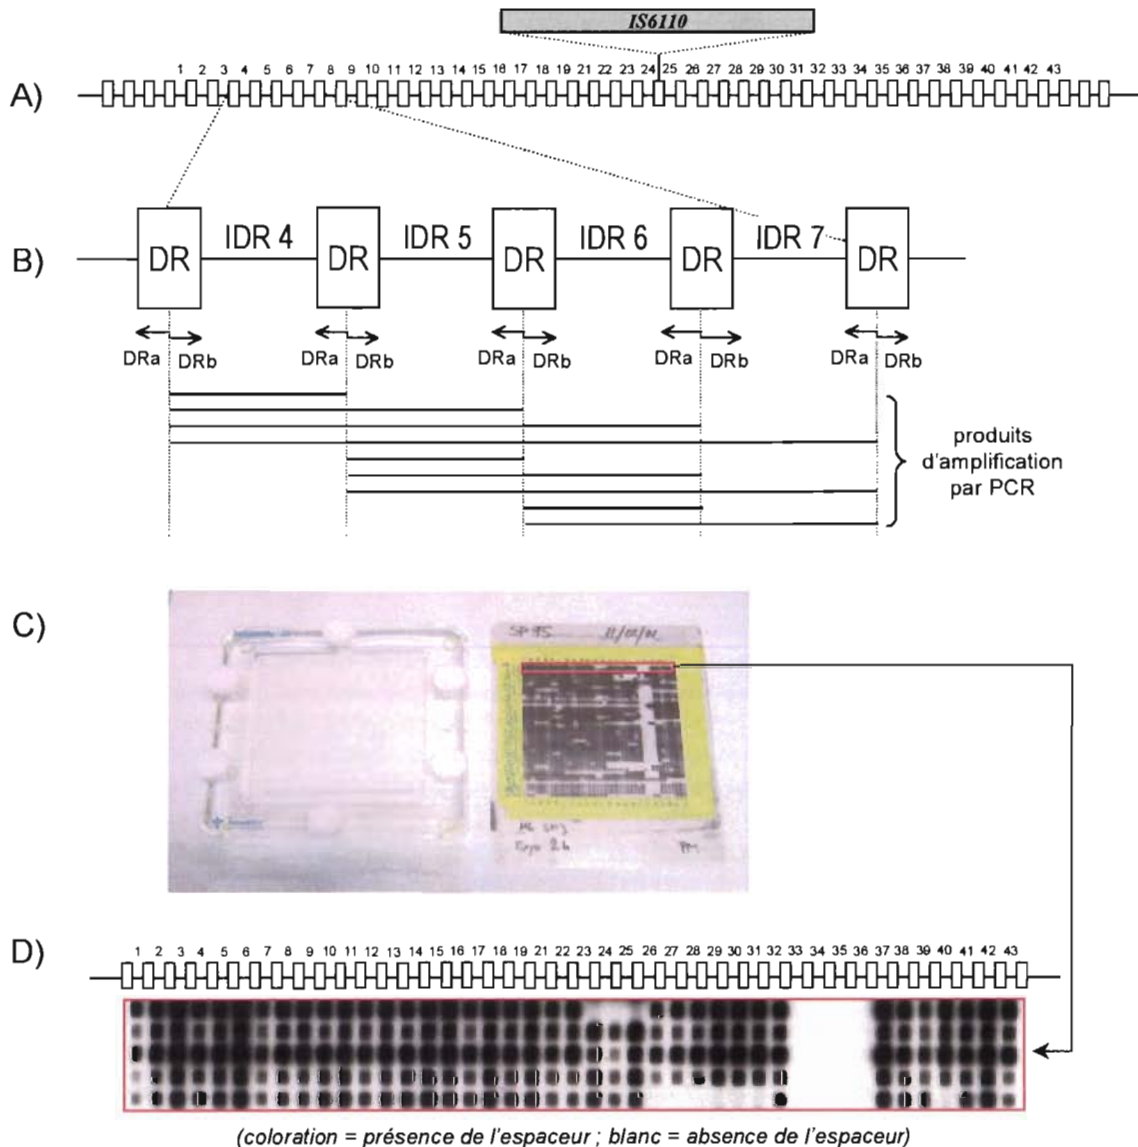 IS6110
A)
1 2 3 4 5 6 7 8 9 10 11 12 13 14 15 16 17 18 19 21 22 23 24 25 26 27 28 29 30 31 32 33 34 35 36 37 38 39 40 41 42 43
B)
DR IDR 4 DR IDR 5 DR IDR 6 DR IDR 7 DR
DRa DRb DRa DRb DRa DRb DRa DRb DRa DRb
produits
d'amplification
par PCR
C)
D)
1 2 3 4 5 6 7 8 9 10 11 12 13 14 15 16 17 18 19 21 22 23 24 25 26 27 28 29 30 31 32 33 34 35 36 37 38 39 40 41 42 43
(coloration = présence de l'espaceur ; blanc = absence de l'espaceur)